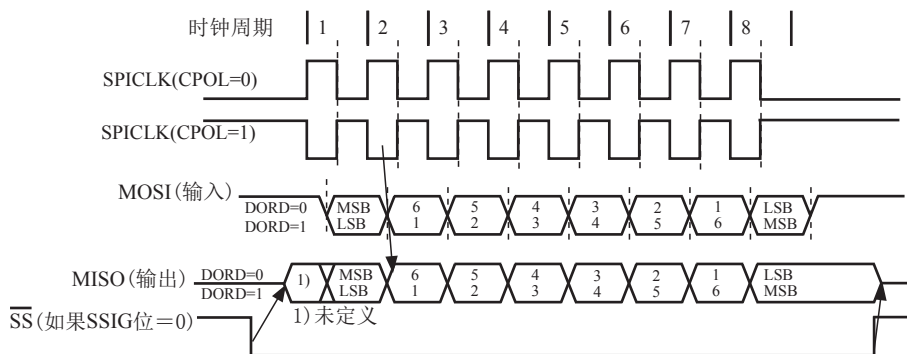 时钟周期 1 2 3 4 5 6 7 8
SPICLK(CPOL=0)
SPICLK(CPOL=1)
MOSI(输入) DORD=0 MSB 6 5 4 3 2 1 LSB
DORD=1 LSB 1 2 3 4 5 6 MSB
MISO(输出) DORD=0 1) MSB 6 5 4 3 2 1 LSB
DORD=1 LSB 1 2 3 4 5 6 MSB
1)未定义
SS(如果SSIG位=0)